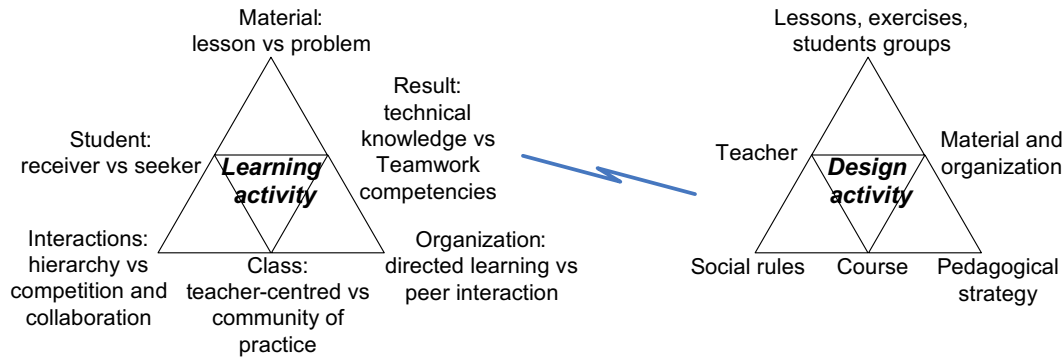 Material:
lesson vs problem
Result:
technical
knowledge vs
Teamwork
competencies
Student:
receiver vs seeker
Learning
activity
Interactions:
hierarchy vs
competition and
collaboration
Class:
teacher-centred vs
community of
practice
Organization:
directed learning vs
peer interaction
Lessons, exercises,
students groups
Teacher
Design
activity
Material and
organization
Social rules
Course
Pedagogical
strategy